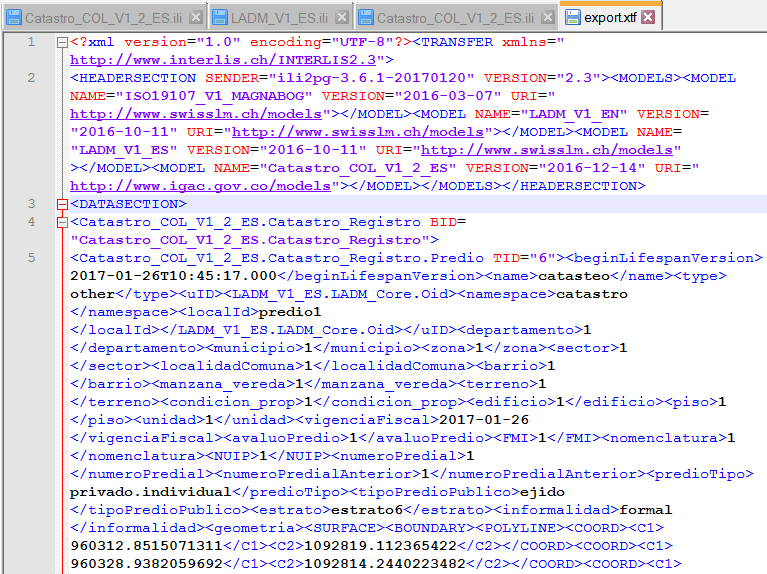 Catastro_COL_V1_2_ES.ili LADM_V1_ES.ili Catastro_COL_V1_2_ES.ili export.xtf
1 <?xml version="1.0" encoding="UTF-8"?><TRANSFER xmlns="
http://www.interlis.ch/INTERLIS2.3">
2 <HEADERSECTION SENDER="ili2pg-3.6.1-20170120" VERSION="2.3"><MODELS><MODEL
NAME="ISO19107_V1_MAGNABOG" VERSION="2016-03-07" URI="
http://www.swisslm.ch/models"></MODEL><MODEL NAME="LADM_V1_EN" VERSION=
"2016-10-11" URI="http://www.swisslm.ch/models"></MODEL><MODEL NAME=
"LADM_V1_ES" VERSION="2016-10-11" URI="http://www.swisslm.ch/models"
></MODEL><MODEL NAME="Catastro_COL_V1_2_ES" VERSION="2016-12-14" URI="
http://www.igac.gov.co/models"></MODEL></MODELS></HEADERSECTION>
3 <DATASECTION>
4 <Catastro_COL_V1_2_ES.Catastro_Registro BID=
"Catastro_COL_V1_2_ES.Catastro_Registro">
5 <Catastro_COL_V1_2_ES.Catastro_Registro.Predio TID="6"><beginLifespanVersion>
2017-01-26T10:45:17.000</beginLifespanVersion><name>catasteo</name><type>
other</type><uID><LADM_V1_ES.LADM_Core.Oid><namespace>catastro
</namespace><localId>predio1
</localId></LADM_V1_ES.LADM_Core.Oid></uID><departamento>1
</departamento><municipio>1</municipio><zona>1</zona><sector>1
</sector><localidadComuna>1</localidadComuna><barrio>1
</barrio><manzana_vereda>1</manzana_vereda><terreno>1
</terreno><condicion_prop>1</condicion_prop><edificio>1</edificio><piso>1
</piso><unidad>1</unidad><vigenciaFiscal>2017-01-26
</vigenciaFiscal><avaluoPredio>1</avaluoPredio><FMI>1</FMI><nomenclatura>1
</nomenclatura><NUIP>1</NUIP><numeroPredial>1
</numeroPredial><numeroPredialAnterior>1</numeroPredialAnterior><predioTipo>
privado.individual</predioTipo><tipoPredioPublico>ejido
</tipoPredioPublico><estrato>estrato6</estrato><informalidad>formal
</informalidad><geometria><SURFACE><BOUNDARY><POLYLINE><COORD><C1>
960312.8515071311</C1><C2>1092819.112365422</C2></COORD><COORD><C1>
960328.9382059692</C1><C2>1092814.2440223482</C2></COORD><COORD><C1>